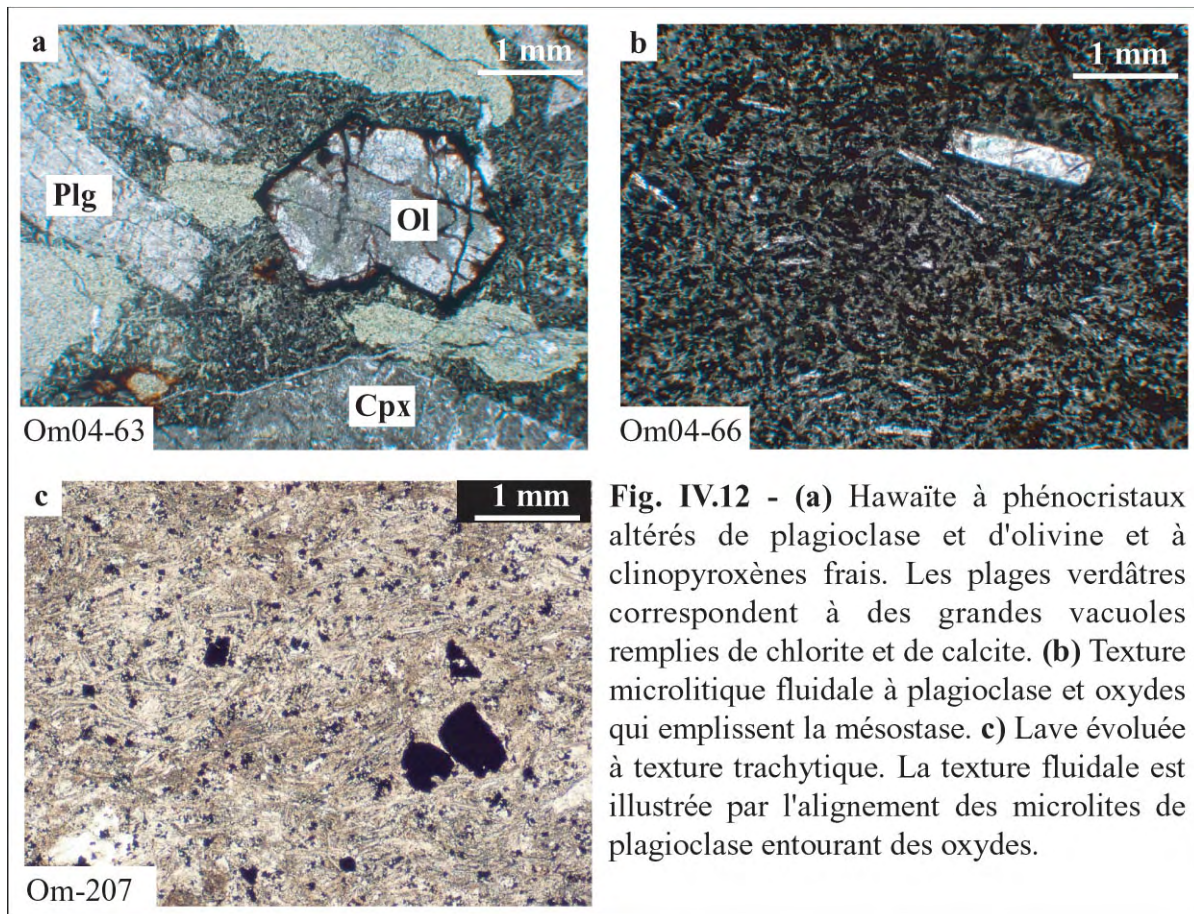 a
1 mm
Plg
Ol
Cpx
Om04-63
b
1 mm
Om04-66
c
1 mm
Om-207
Fig. IV.12 - (a) Hawaïte à phénocristaux
altérés de plagioclase et d'olivine et à
clinopyroxènes frais. Les plages verdâtres
correspondent à des grandes vacuoles
remplies de chlorite et de calcite. (b) Texture
microlitique fluidale à plagioclase et oxydes
qui emplissent la mésostase. c) Lave évoluée
à texture trachytique. La texture fluidale est
illustrée par l'alignement des microlites de
plagioclase entourant des oxydes.